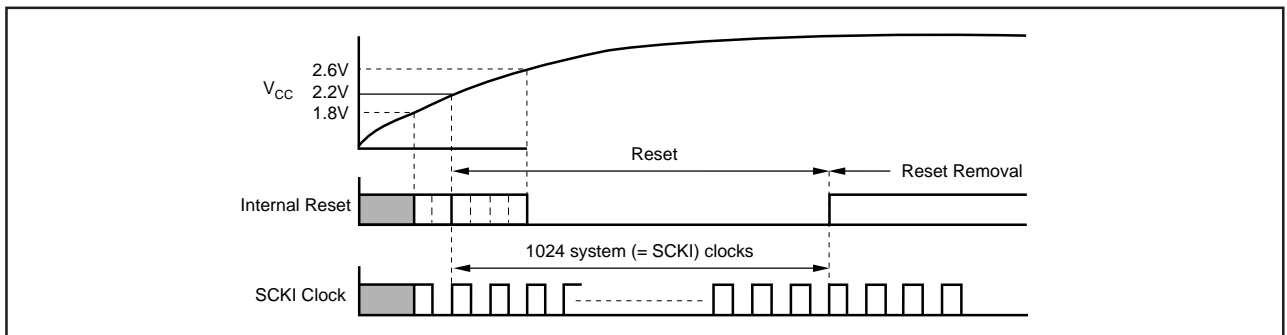 2.6V
V_CC 2.2V
1.8V
Reset
Reset Removal
Internal Reset
1024 system (= SCKI) clocks
SCKI Clock